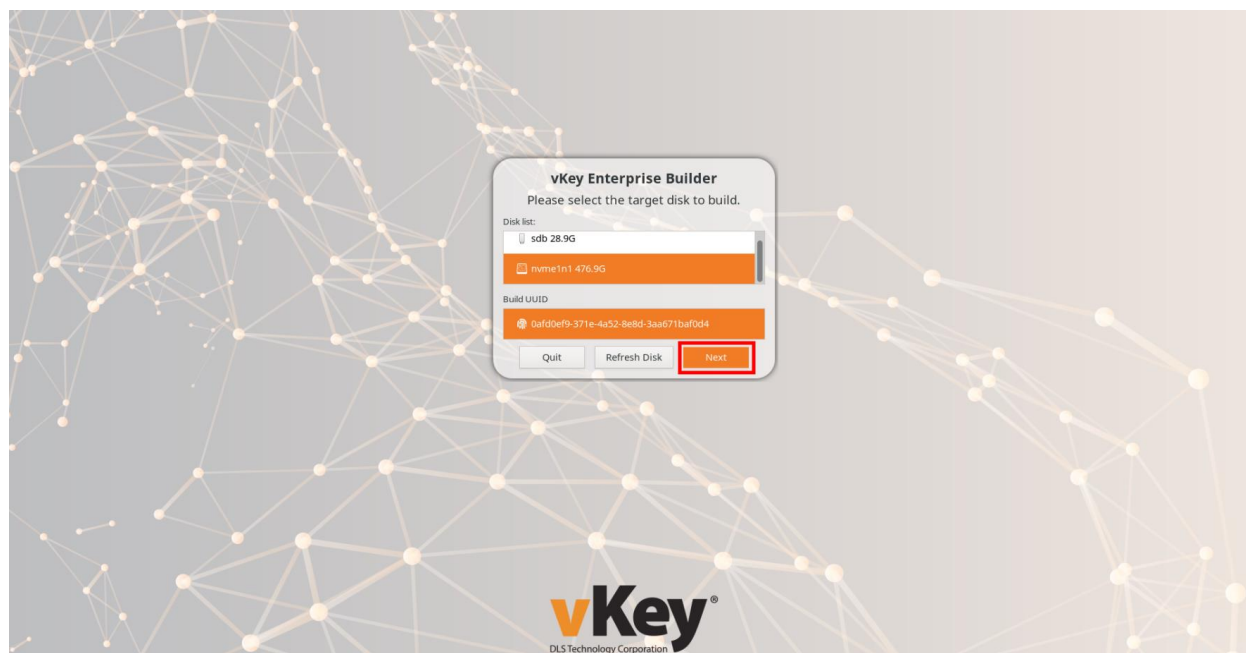 vKey Enterprise Builder
Please select the target disk to build.
Disk list:
sdb 28.9G
nvme1n1 476.9G
Build UUID
0afd0ef9-371e-4a52-8e8d-3aa671baf0d4
Quit Refresh Disk Next
vKey®
DLS Technology Corporation